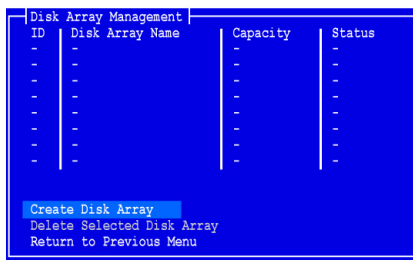 Disk Array Management
ID Disk Array Name Capacity Status
- - - -
- - - -
- - - -
- - - -
- - - -
- - - -
- - - -
- - - -
Create Disk Array
Delete Selected Disk Array
Return to Previous Menu